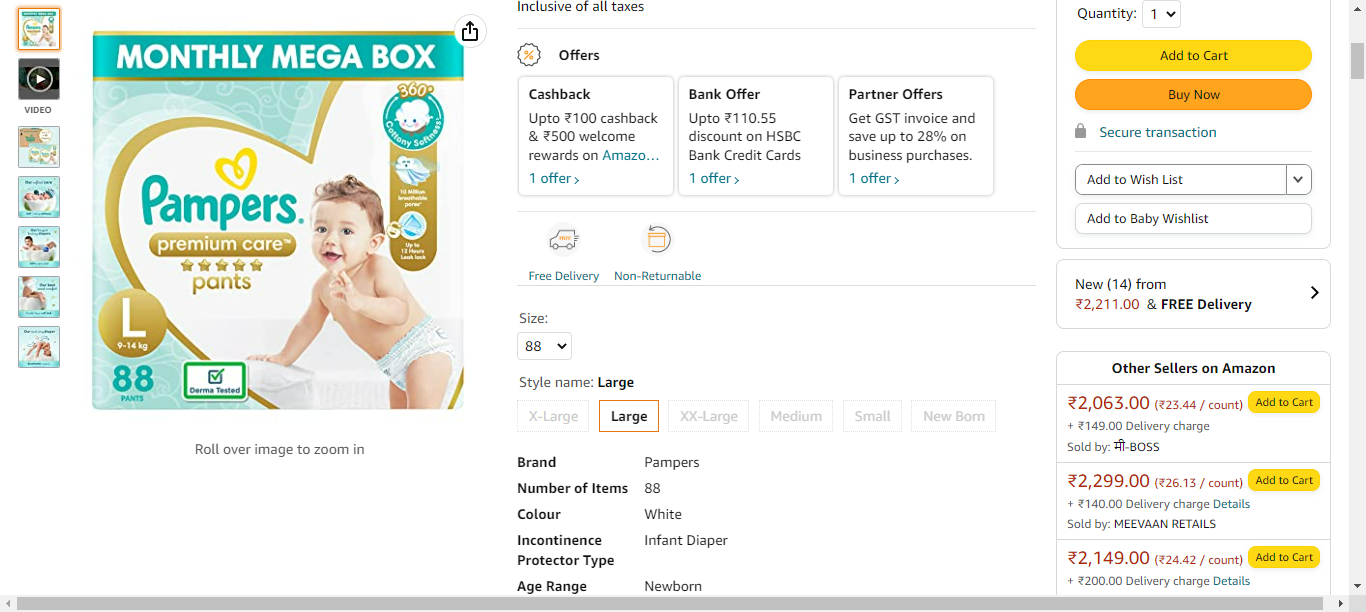 VIDEO
MONTHLY MEGA BOX
360°
Cottony Softness
Pampers.
premium care™
pants
10 Million
breathable
pores
Up to
12 Hours
Leak lock
L
9-14 kg
88
PANTS
Derma Tested
Roll over image to zoom in
Inclusive of all taxes
Offers
Cashback
Upto ₹100 cashback
& ₹500 welcome
rewards on Amazo…
1 offer ›
Bank Offer
Upto ₹110.55
discount on HSBC
Bank Credit Cards
1 offer ›
Partner Offers
Get GST invoice and
save up to 28% on
business purchases.
1 offer ›
Free Delivery
Non-Returnable
Size:
88
Style name: Large
X-Large Large XX-Large Medium Small New Born
Brand Pampers
Number of Items 88
Colour White
Incontinence Infant Diaper
Protector Type
Age Range Newborn
Quantity: 1
Add to Cart
Buy Now
Secure transaction
Add to Wish List
Add to Baby Wishlist
New (14) from
₹2,211.00 & FREE Delivery
Other Sellers on Amazon
₹2,063.00 (₹23.44 / count) Add to Cart
+ ₹149.00 Delivery charge
Sold by: मी-BOSS
₹2,299.00 (₹26.13 / count) Add to Cart
+ ₹140.00 Delivery charge Details
Sold by: MEEVAAN RETAILS
₹2,149.00 (₹24.42 / count) Add to Cart
+ ₹200.00 Delivery charge Details